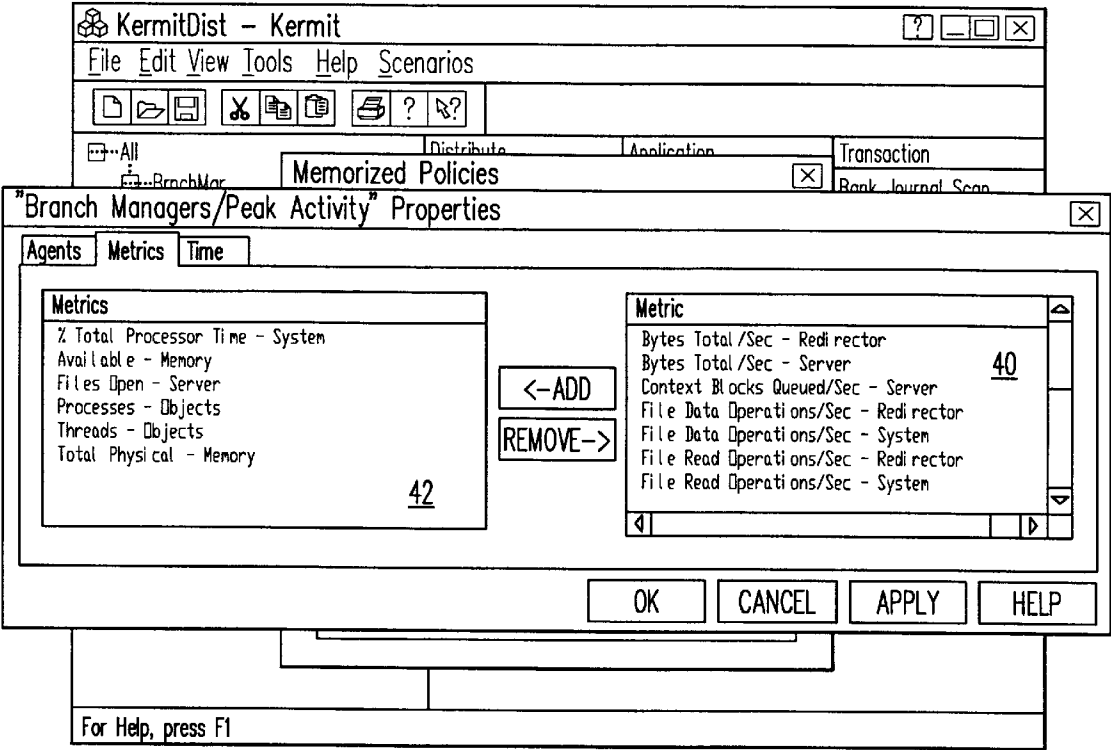 KermitDist – Kermit ?
File Edit View Tools Help Scenarios
? ?
All Distribute Application Transaction
BrnchMar Memorized Policies Bank Journal Scan
"Branch Managers/Peak Activity" Properties
Agents Metrics Time
Metrics
% Total Processor Time – System
Available – Memory
Files Open – Server
Processes – Objects
Threads – Objects
Total Physical – Memory
42
<–ADD
REMOVE–>
Metric
Bytes Total/Sec – Redirector
Bytes Total/Sec – Server
40
Context Blocks Queued/Sec – Server
File Data Operations/Sec – Redirector
File Data Operations/Sec – System
File Read Operations/Sec – Redirector
File Read Operations/Sec – System
OK CANCEL APPLY HELP
For Help, press F1